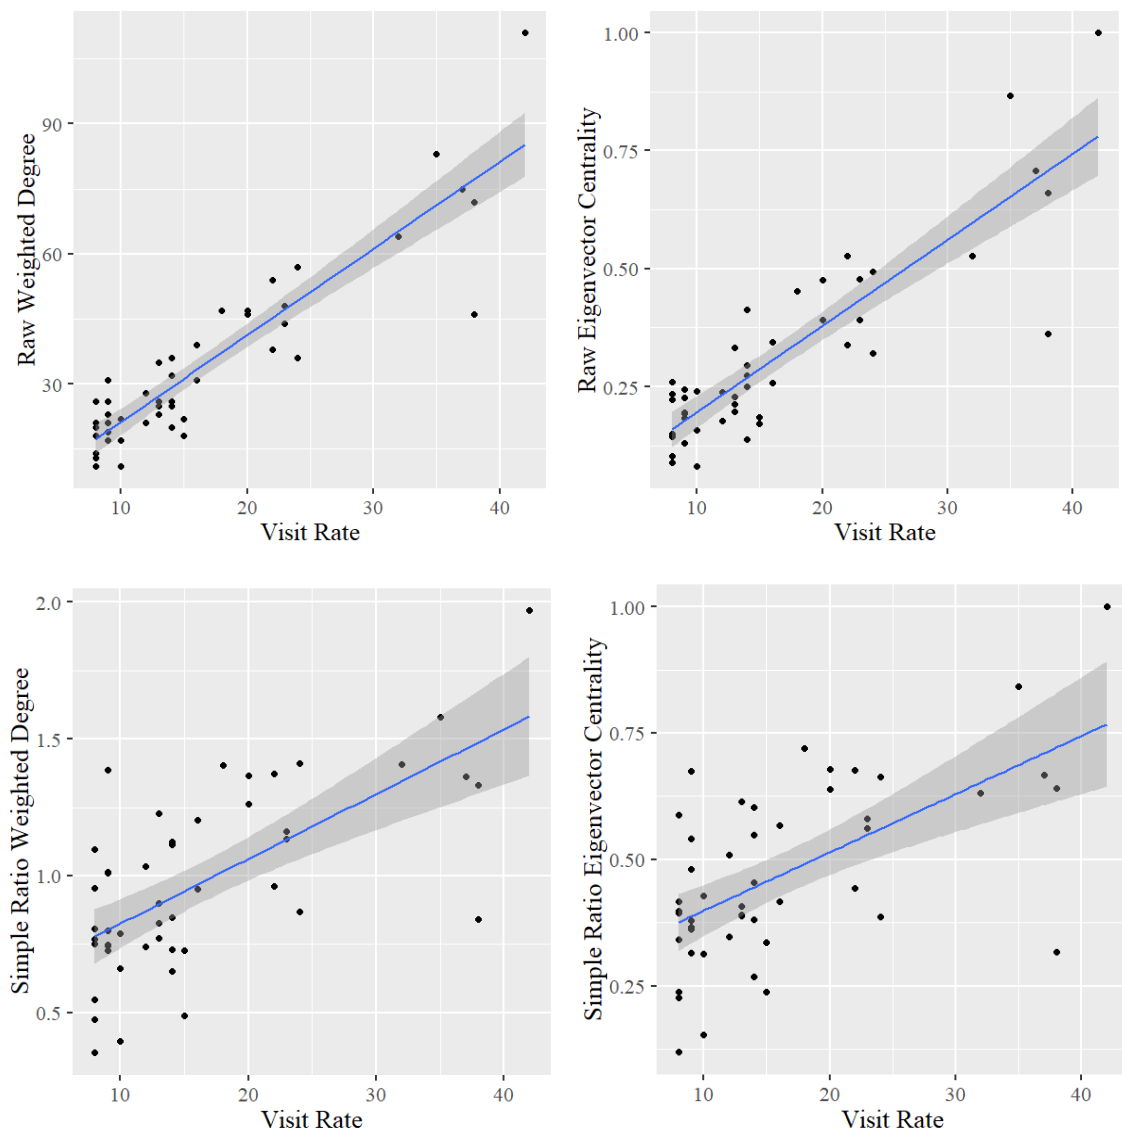 Raw Weighted Degree
90
60
30
10 20 30 40
Visit Rate
Raw Eigenvector Centrality
1.00
0.75
0.50
0.25
10 20 30 40
Visit Rate
Simple Ratio Weighted Degree
2.0
1.5
1.0
0.5
10 20 30 40
Visit Rate
Simple Ratio Eigenvector Centrality
1.00
0.75
0.50
0.25
10 20 30 40
Visit Rate